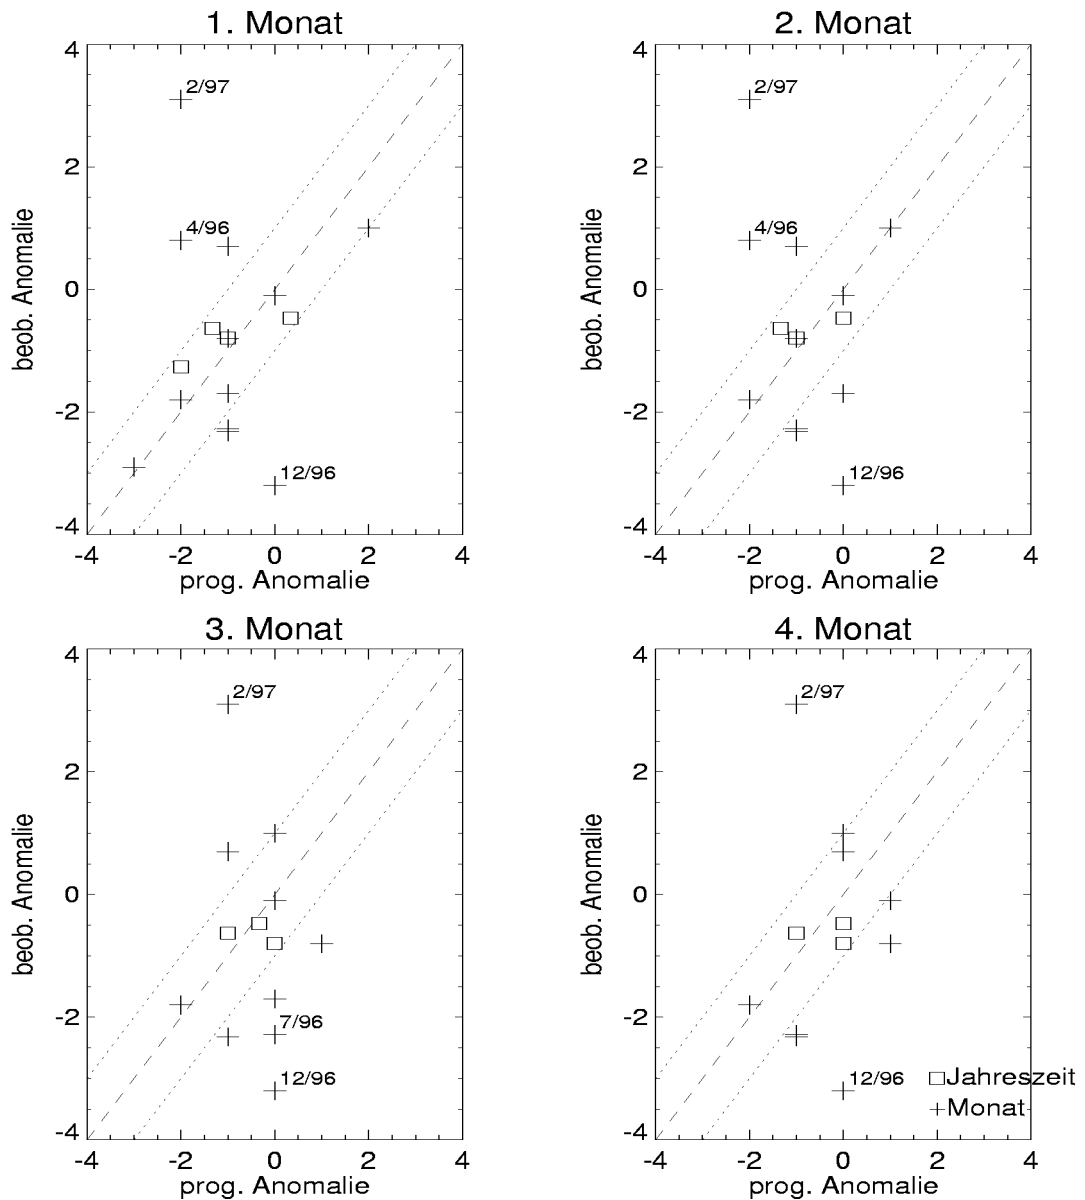 1. Monat
4
2/97
2
4/96
0
-2
12/96
-4
-4 -2 0 2 4
beob. Anomalie
prog. Anomalie
2. Monat
4
2/97
2
4/96
0
-2
12/96
-4
-4 -2 0 2 4
beob. Anomalie
prog. Anomalie
3. Monat
4
2/97
2
0
-2
7/96
12/96
-4
-4 -2 0 2 4
beob. Anomalie
prog. Anomalie
4. Monat
4
2/97
2
0
-2
12/96
Jahreszeit
Monat
-4
-4 -2 0 2 4
beob. Anomalie
prog. Anomalie